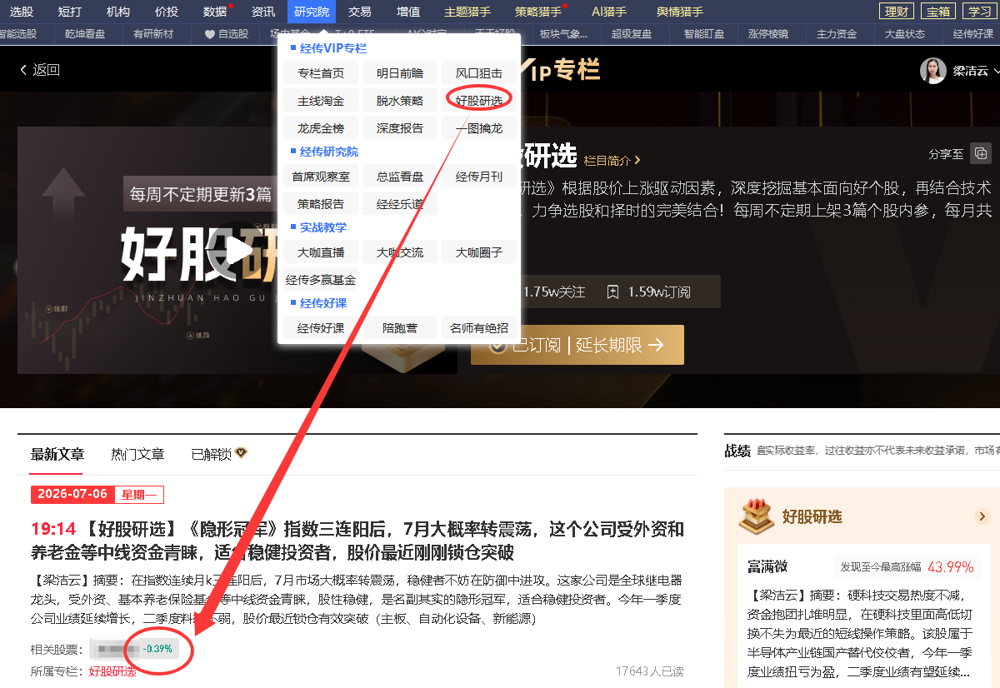 选股 短打 机构 价投 数据 资讯 研究院 交易 增值 主题猎手 策略猎手 AI猎手 舆情猎手 理财 宝箱 学习
智能选股 乾坤看盘 有研新材 自选股 T+0 ETF 板块气象... 超级复盘 智能盯盘 涨停棱镜 主力资金 大盘状态 经传好课
返回
经传VIP专栏
专栏首页 明日前瞻 风口狙击
主线淘金 脱水策略 好股研选
龙虎金榜 深度报告 一图擒龙
经传研究院
首席观察室 总监看盘 经传月刊
策略报告 经经乐道
实战教学
大咖直播 大咖交流 大咖圈子
经传多赢基金
经传好课
经传好课 陪跑营 名师有绝招
VIP专栏
梁洁云
每周不定期更新3篇
好股研
JINZHUAN HAO GU
18.87
18.75
研选 栏目简介
分享至
研选》根据股价上涨驱动因素，深度挖掘基本面向好个股，再结合技术
力争选股和择时的完美结合！每周不定期上架3篇个股内参，每月共
1.75w关注 1.59w订阅
已订阅 | 延长期限
最新文章 热门文章 已解锁
2026-07-06 星期一
19:14 【好股研选】《隐形冠军》指数三连阳后，7月大概率转震荡，这个公司受外资和
养老金等中线资金青睐，适合稳健投资者，股价最近刚刚锁仓突破
【梁洁云】摘要：在指数连续月k三连阳后，7月市场大概率转震荡，稳健者不妨在防御中进攻。这家公司是全球继电器
龙头，受外资、基本养老保险基金等中线资金青睐，股性稳健，是名副其实的隐形冠军，适合稳健投资者。今年一季度
公司业绩延续增长，二季度料将不弱，股价最近锁仓有效突破（主板、自动化设备、新能源）
相关股票： -0.39%
所属专栏：好股研选
17643人已读
战绩 实际收益率，过往收益亦不代表未来收益承诺，市场有
好股研选
富满微 发现至今最高涨幅 43.99%
【梁洁云】摘要：硬科技交易热度不减，
资金抱团扎堆明显，在硬科技里面高低切
换不失为最近的短线操作策略。该股属于
半导体产业链国产替代佼佼者，今年一季
度业绩扭亏为盈，二季度业绩有望延续...